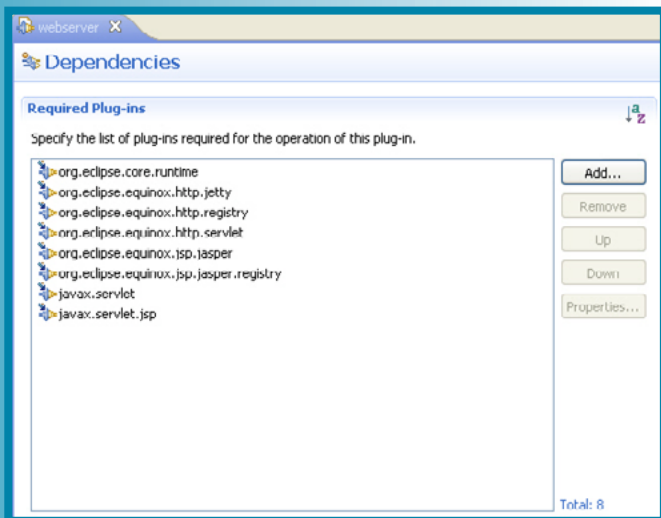 webserver
Dependencies
Required Plug-ins
a
z
Specify the list of plug-ins required for the operation of this plug-in.
org.eclipse.core.runtime
org.eclipse.equinox.http.jetty
org.eclipse.equinox.http.registry
org.eclipse.equinox.http.servlet
org.eclipse.equinox.jsp.jasper
org.eclipse.equinox.jsp.jasper.registry
javax.servlet
javax.servlet.jsp
Add...
Remove
Up
Down
Properties...
Total: 8